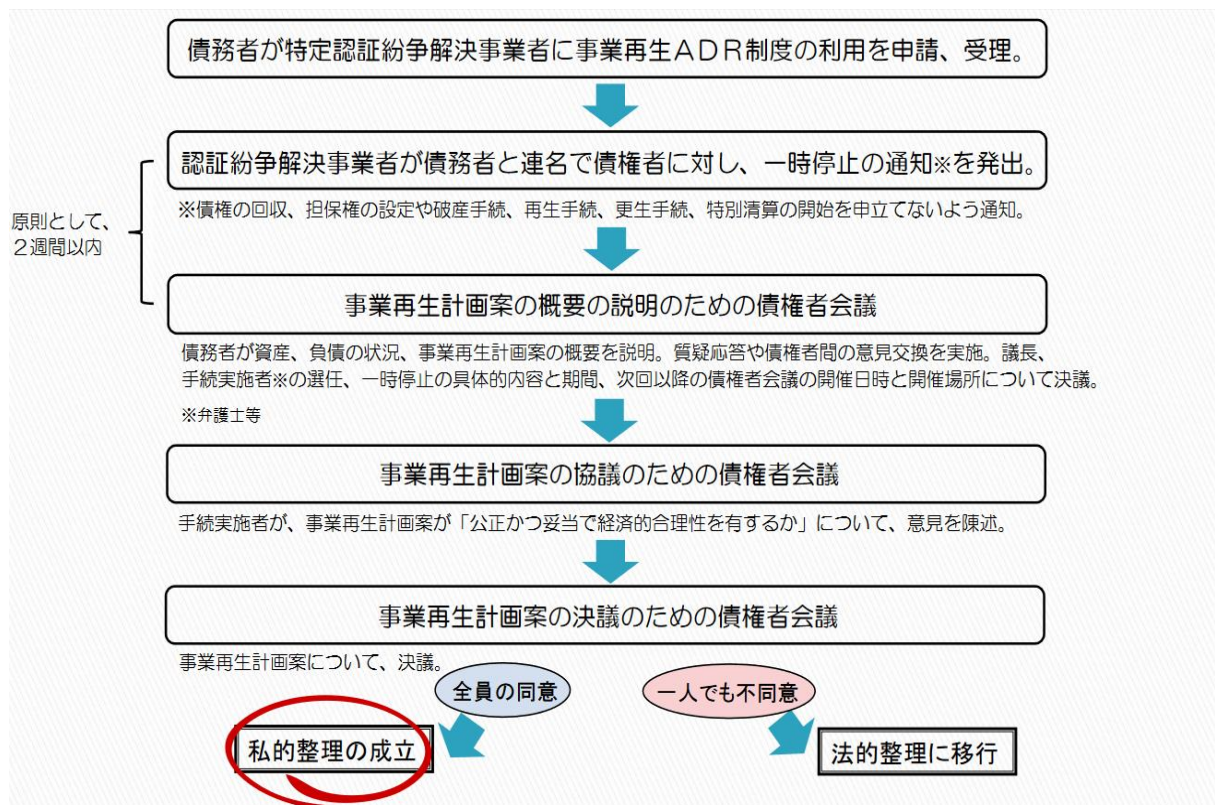 債務者が特定認証紛争解決事業者に事業再生ＡＤＲ制度の利用を申請、受理。
認証紛争解決事業者が債務者と連名で債権者に対し、一時停止の通知※を発出。
※債権の回収、担保権の設定や破産手続、再生手続、更生手続、特別清算の開始を申立てないよう通知。
原則として、
２週間以内
事業再生計画案の概要の説明のための債権者会議
債務者が資産、負債の状況、事業再生計画案の概要を説明。質疑応答や債権者間の意見交換を実施。議長、
手続実施者※の選任、一時停止の具体的内容と期間、次回以降の債権者会議の開催日時と開催場所について決議。
※弁護士等
事業再生計画案の協議のための債権者会議
手続実施者が、事業再生計画案が「公正かつ妥当で経済的合理性を有するか」について、意見を陳述。
事業再生計画案の決議のための債権者会議
事業再生計画案について、決議。
全員の同意
一人でも不同意
私的整理の成立
法的整理に移行